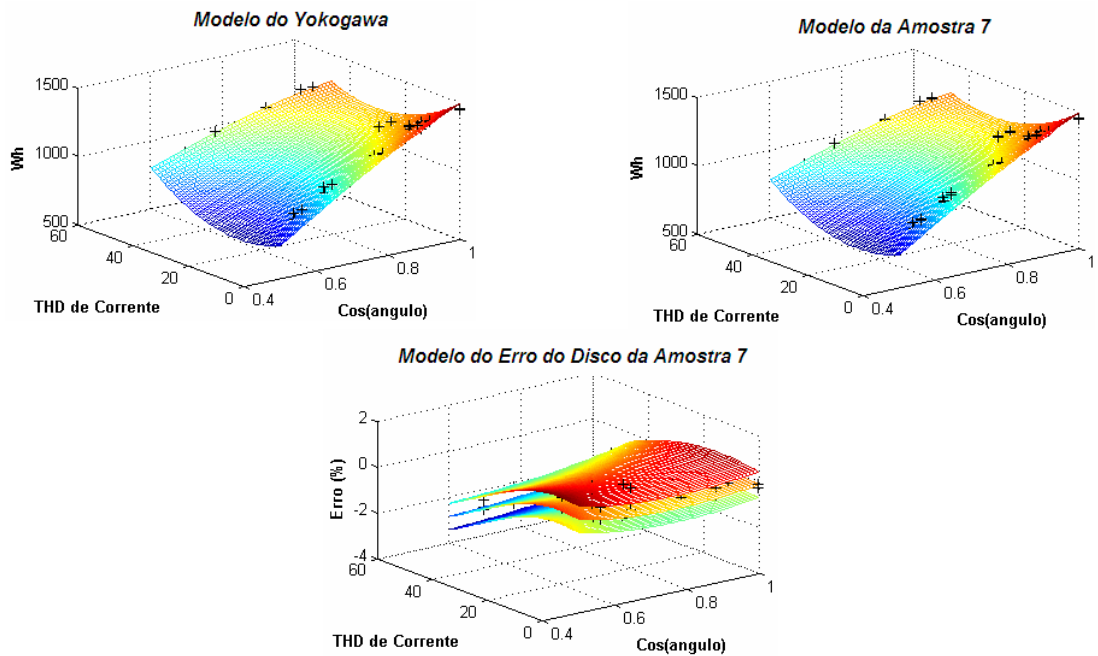 Modelo do Yokogawa
1500
1000
500
Wh
60
40
20
0
THD de Corrente
0.4
0.6
0.8
1
Cos(angulo)
Modelo da Amostra 7
1500
1000
500
Wh
60
40
20
0
THD de Corrente
0.4
0.6
0.8
1
Cos(angulo)
Modelo do Erro do Disco da Amostra 7
2
0
-2
-4
Erro (%)
60
40
20
0
THD de Corrente
0.4
0.6
0.8
1
Cos(angulo)